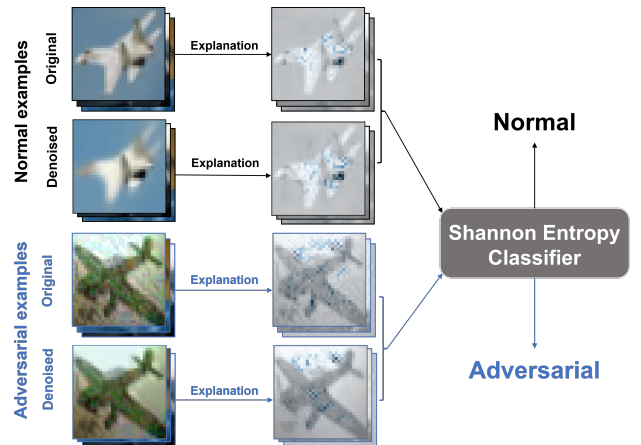 Normal examples
Original
Explanation
Denoised
Explanation
Normal
Shannon Entropy
Classifier
Adversarial examples
Original
Explanation
Denoised
Explanation
Adversarial